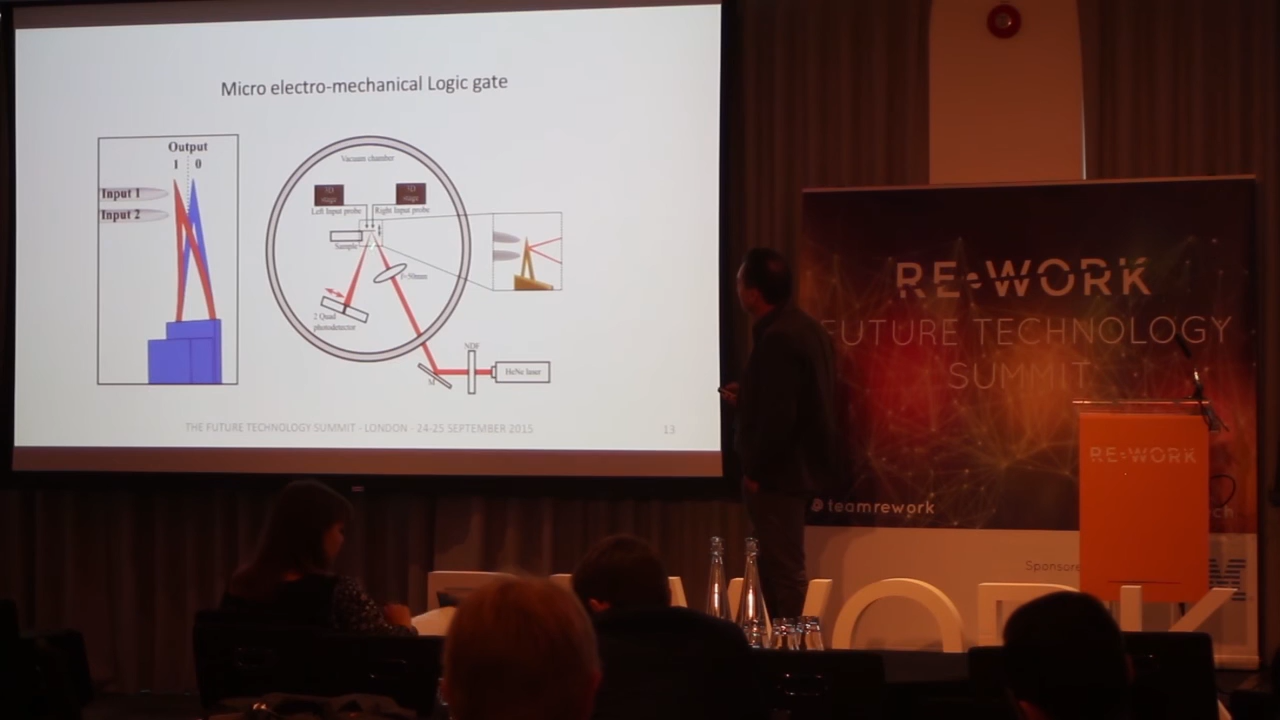 Micro electro-mechanical Logic gate
Output
1 0
Input 1
Input 2
Vacuum chamber
3D
stage
3D
stage
Left Input probe
Right Input probe
Sample
f=50mm
2 Quad
photodetector
NDF
M
HeNe laser
THE FUTURE TECHNOLOGY SUMMIT - LONDON - 24-25 SEPTEMBER 2015
13
RE•WORK
FUTURE TECHNOLOGY
SUMMIT
RE•WORK
teamrework